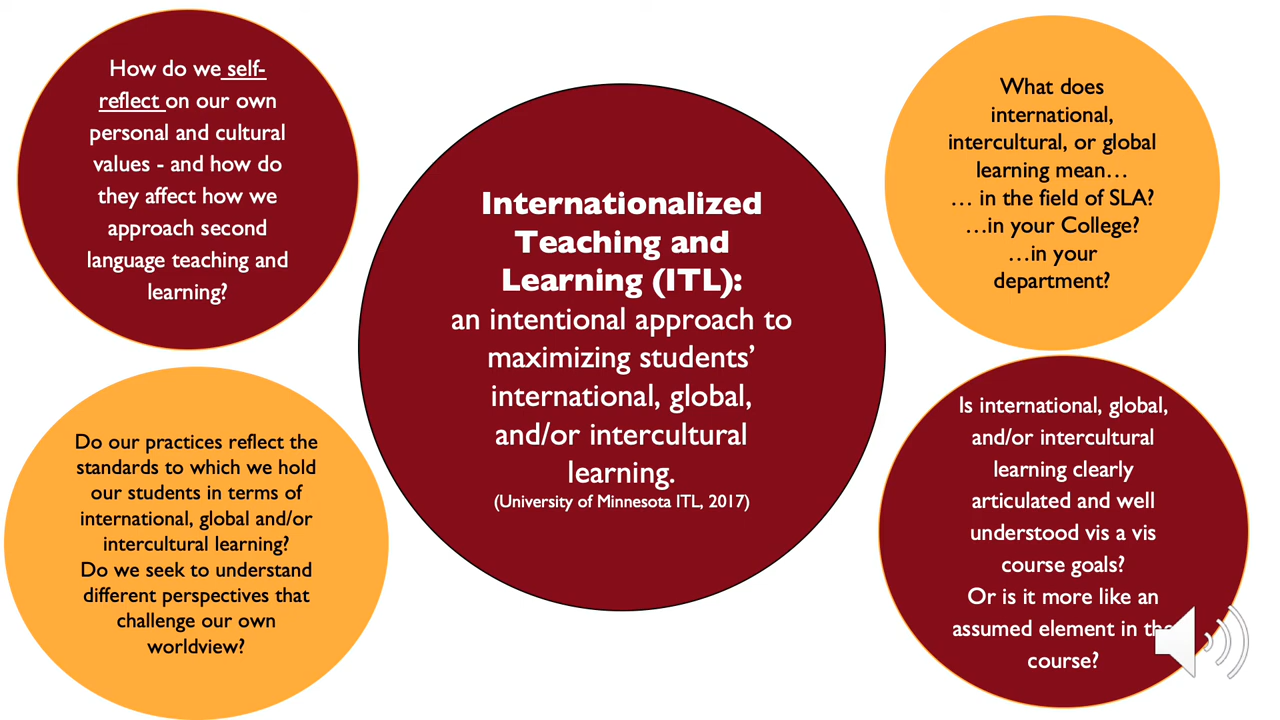 How do we self-
reflect on our own
personal and cultural
values - and how do
they affect how we
approach second
language teaching and
learning?
Do our practices reflect the
standards to which we hold
our students in terms of
international, global and/or
intercultural learning?
Do we seek to understand
different perspectives that
challenge our own
worldview?
Internationalized
Teaching and
Learning (ITL):
an intentional approach to
maximizing students’
international, global,
and/or intercultural
learning.
(University of Minnesota ITL, 2017)
What does
international,
intercultural, or global
learning mean…
… in the field of SLA?
…in your College?
…in your
department?
Is international, global,
and/or intercultural
learning clearly
articulated and well
understood vis a vis
course goals?
Or is it more like an
assumed element in the
course?